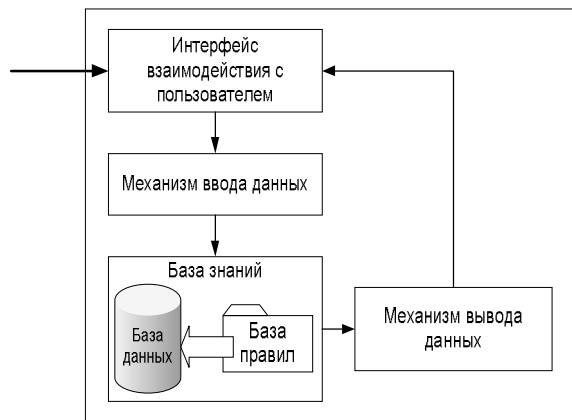 Интерфейс
взаимодействия с
пользователем
Механизм ввода данных
База знаний
База
данных
База
правил
Механизм вывода
данных